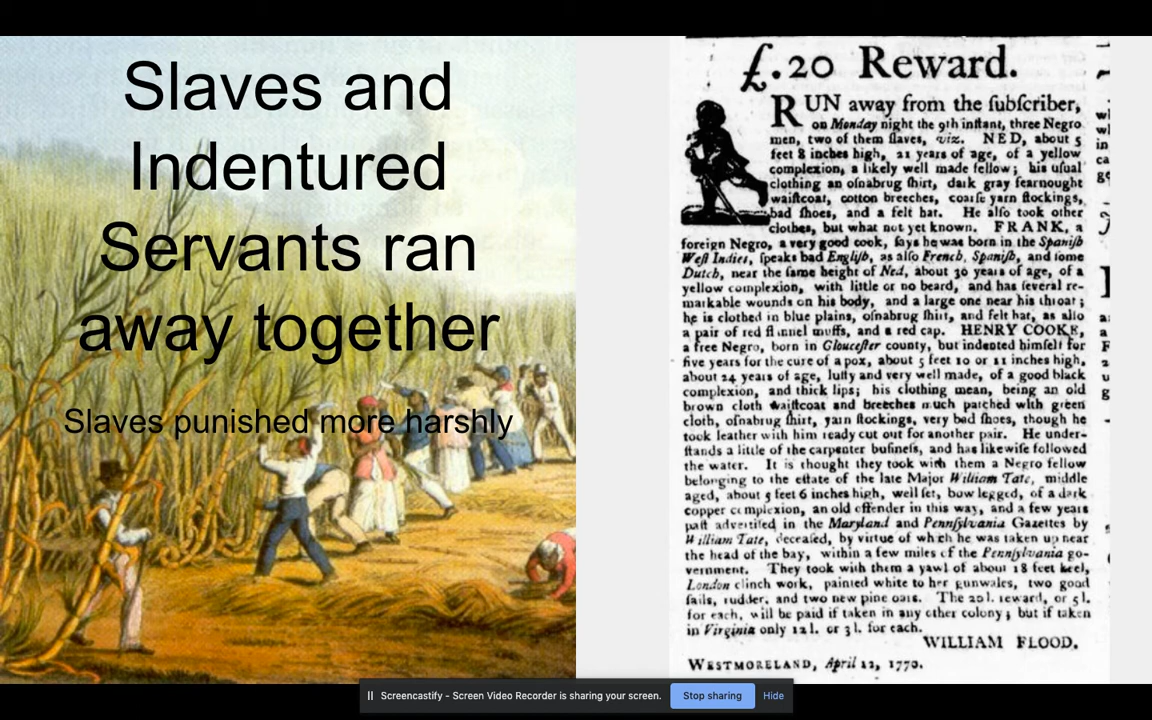 Slaves and
Indentured
Servants ran
away together
Slaves punished more harshly
£.20 Reward.
RUN away from the ſubſcriber,
on Monday night the 9th inſtant, three Negro
men, two of them ſlaves, viz. NED, about 5
feet 8 inches high, 21 years of age, of a yellow
complexion, a likely well made fellow; his uſual
clothing an oſnabrug ſhirt, dark gray fearnought
waiſtcoat, cotton breeches, coarſe yarn ſtockings,
bad ſhoes, and a felt hat. He alſo took other
clothes, but what not yet known. FRANK, a
foreign Negro, a very good cook, ſays he was born in the Spaniſh
Weſt Indies, ſpeaks bad Engliſh, as alſo French, Spaniſh, and ſome
Dutch, near the ſame height of Ned, about 30 years of age, of a
yellow complexion, with little or no beard, and has ſeveral re-
markable wounds on his body, and a large one near his throat;
he is clothed in blue plains, oſnabrug ſhirt, and felt hat, as alſo
a pair of red flannel muffs, and a red cap. HENRY COOKE,
a free Negro, born in Glouceſter county, but indented himſelf for
five years for the cure of a pox, about 5 feet 10 or 11 inches high,
about 24 years of age, luſty and very well made, of a good black
complexion, and thick lips; his clothing mean, being an old
brown cloth waiſtcoat and breeches much patched with green
cloth, oſnabrug ſhirt, yarn ſtockings, very bad ſhoes, though he
took leather with him ready cut out for another pair. He under-
ſtands a little of the carpenter buſineſs, and has likewiſe followed
the water. It is thought they took with them a Negro fellow
belonging to the eſtate of the late Major William Tate, middle
aged, about 5 feet 6 inches high, well ſet, bow legged, of a dark
copper complexion, an old offender in this way, and a few years
paſt advertiſed in the Maryland and Pennſylvania Gazettes by
William Tate, deceaſed, by virtue of which he was taken up near
the head of the bay, within a few miles of the Pennſylvania go-
vernment. They took with them a yawl of about 18 feet keel,
London clinch work, painted white to her gunwales, two good
ſails, rudder, and two new pine oars. The 20l. reward, or 5l.
for each, will be paid if taken in any other colony; but if taken
in Virginia only 12l. or 3l. for each.
WILLIAM FLOOD.
WESTMORELAND, April 12, 1770.
Screencastify - Screen Video Recorder is sharing your screen. Stop sharing Hide